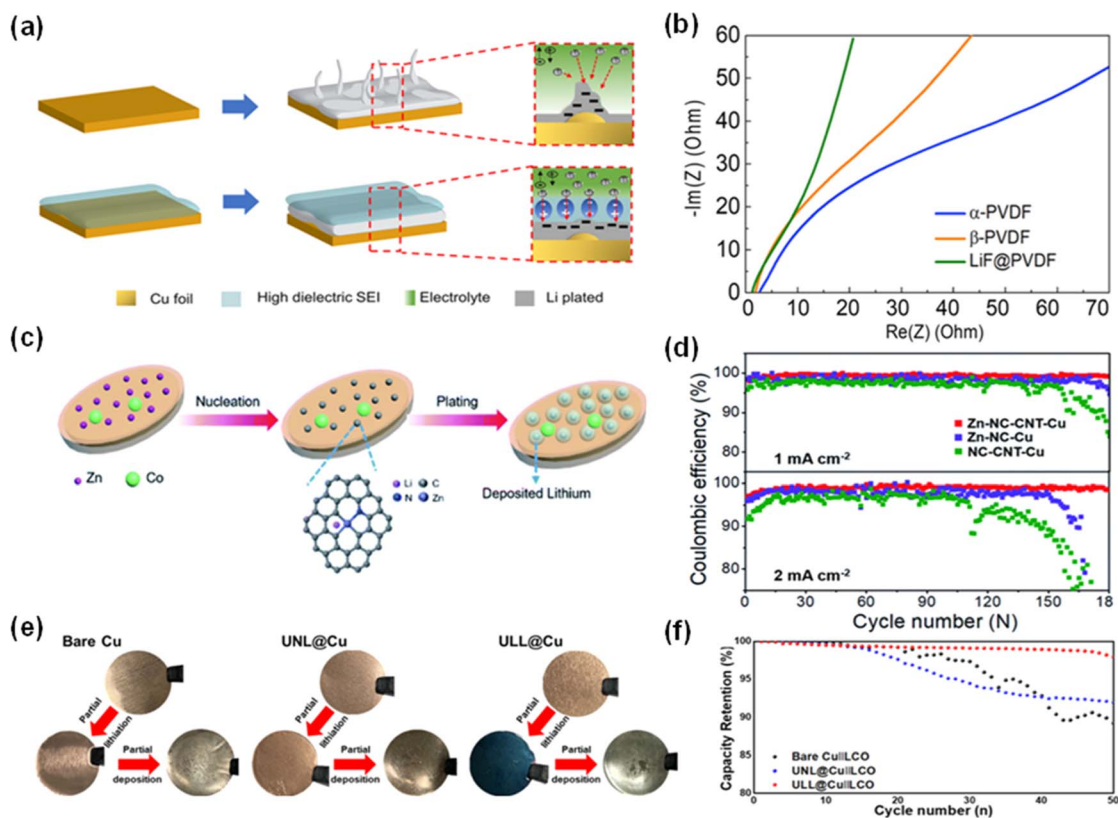 (a)
Cu foil
High dielectric SEI
Electrolyte
Li plated
(b)
60
50
40
30
20
10
0
-Im(Z) (Ohm)
α-PVDF
β-PVDF
LiF@PVDF
0
10
20
30
40
50
60
70
Re(Z) (Ohm)
(c)
Nucleation
Plating
Zn
Co
Li
C
N
Zn
Deposited Lithium
(d)
Coulombic efficiency (%)
100
90
80
Zn-NC-CNT-Cu
Zn-NC-Cu
NC-CNT-Cu
1 mA cm-2
100
90
80
2 mA cm-2
0
30
60
90
120
150
18
Cycle number (N)
(e)
Bare Cu
UNL@Cu
ULL@Cu
Partial
lithiation
Partial
lithiation
Partial
lithiation
Partial
deposition
Partial
deposition
Partial
deposition
(f)
Capacity Retention (%)
100
95
90
85
80
Bare Cu||LCO
UNL@Cu||LCO
ULL@Cu||LCO
0
10
20
30
40
50
Cycle number (n)